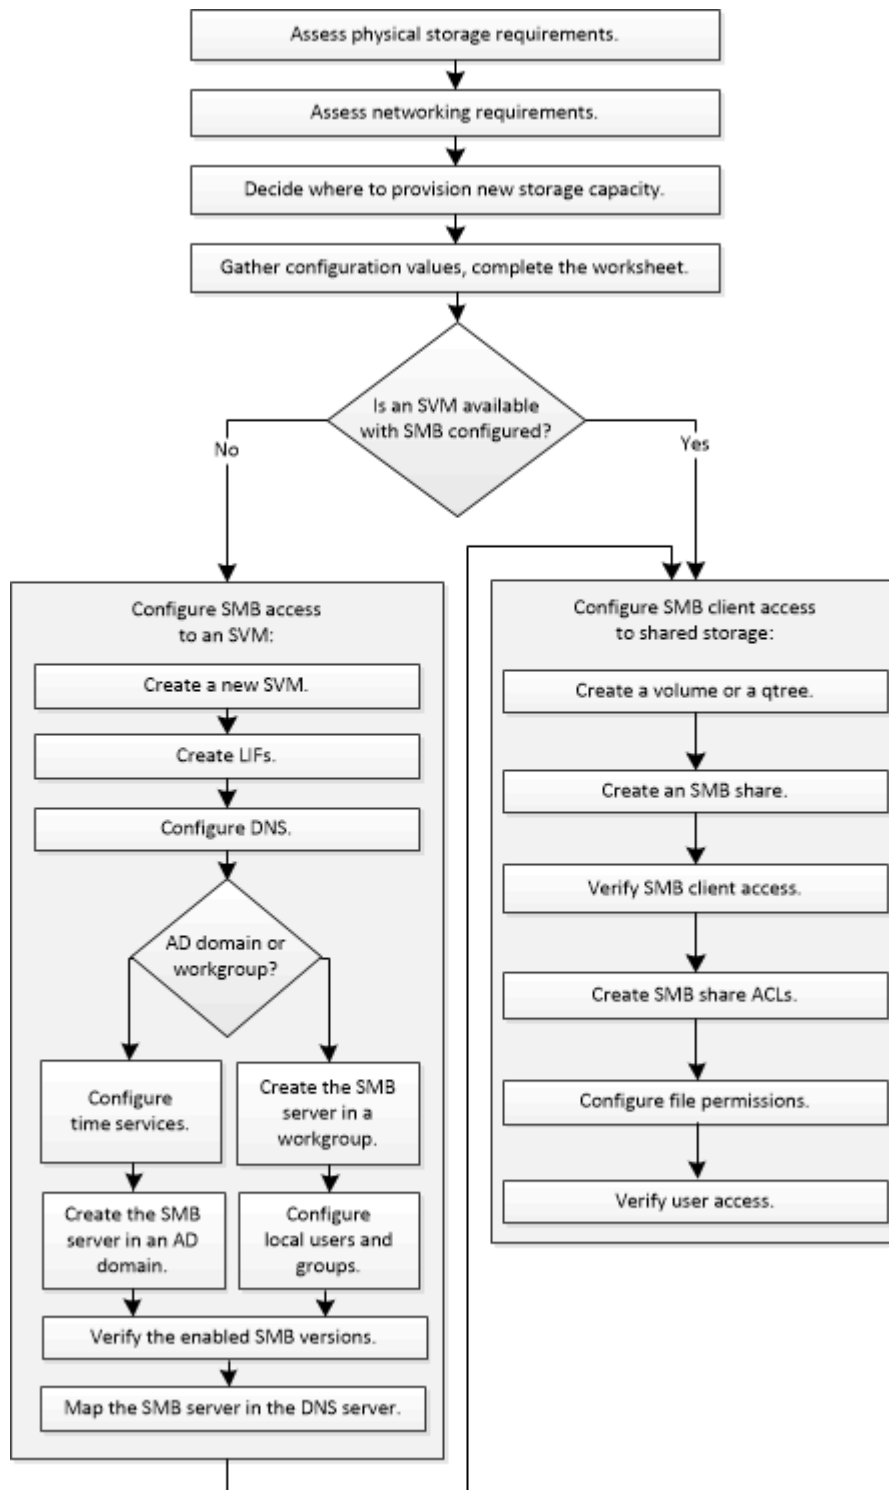 Assess physical storage requirements.
Assess networking requirements.
Decide where to provision new storage capacity.
Gather configuration values, complete the worksheet.
Is an SVM available
with SMB configured?
No
Yes
Configure SMB access
to an SVM:
Create a new SVM.
Create LIFs.
Configure DNS.
AD domain or
workgroup?
Configure
time services.
Create the SMB
server in a
workgroup.
Create the SMB
server in an AD
domain.
Configure
local users and
groups.
Verify the enabled SMB versions.
Map the SMB server in the DNS server.
Configure SMB client access
to shared storage:
Create a volume or a qtree.
Create an SMB share.
Verify SMB client access.
Create SMB share ACLs.
Configure file permissions.
Verify user access.